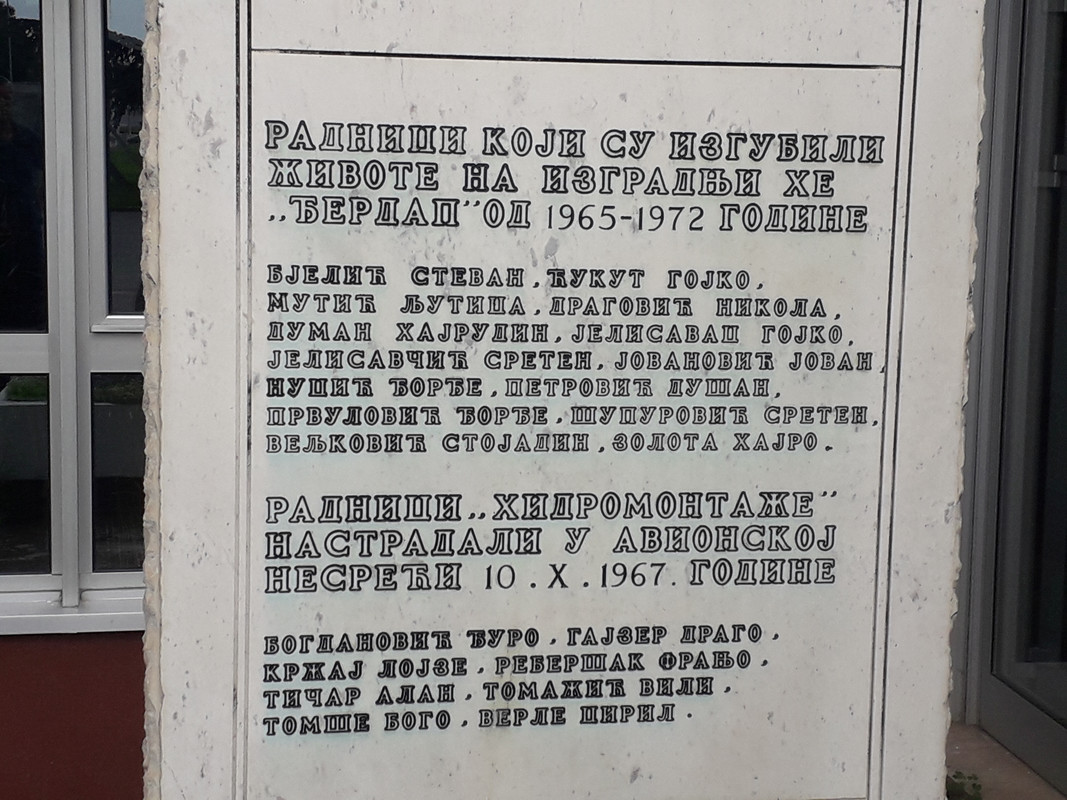 РАДНИЦИ КОЈИ СУ ИЗГУБИЛИ
ЖИВОТЕ НА ИЗГРАДЊИ ХЕ
„ЂЕРДАП” ОД 1965-1972 ГОДИНЕ
БЈЕЛИЋ СТЕВАН, ЋУКУТ ГОЈКО,
МУТИЋ ЉУТИЦА, ДРАГОВИЋ НИКОЛА,
ДУМАН ХАЈРУДИН, ЈЕЛИСАВАЦ ГОЈКО,
ЈЕЛИСАВЧИЋ СРЕТЕН, ЈОВАНОВИЋ ЈОВАН,
НУЦИЋ ЂОРЂЕ, ПЕТРОВИЋ ДУШАН,
ПРВУЛОВИЋ ЂОРЂЕ, ШУПУРОВИЋ СРЕТЕН,
ВЕЉКОВИЋ СТОЈАДИН, ЗОЛОТА ХАЈРО.
РАДНИЦИ „ХИДРОМОНТАЖЕ”
НАСТРАДАЛИ У АВИОНСКОЈ
НЕСРЕЋИ 10.X.1967. ГОДИНЕ
БОГДАНОВИЋ ЂУРО, ГАЈЗЕР ДРАГО,
КРЖАЈ ЛОЈЗЕ, РЕБЕРШАК ФРАЊО,
ТИЧАР АЛАН, ТОМАЖИЋ ВИЛИ,
ТОМШЕ БОГО, ВЕРЛЕ ЦИРИЛ.